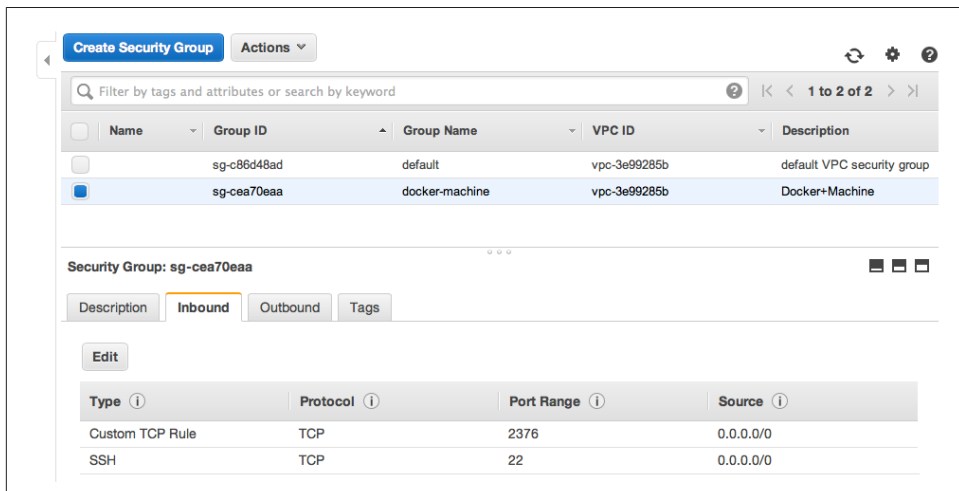 Create Security Group Actions
Filter by tags and attributes or search by keyword 1 to 2 of 2
Name Group ID Group Name VPC ID Description
sg-c86d48ad default vpc-3e99285b default VPC security group
sg-cea70eaa docker-machine vpc-3e99285b Docker+Machine
Security Group: sg-cea70eaa
Description Inbound Outbound Tags
Edit
Type Protocol Port Range Source
Custom TCP Rule TCP 2376 0.0.0.0/0
SSH TCP 22 0.0.0.0/0